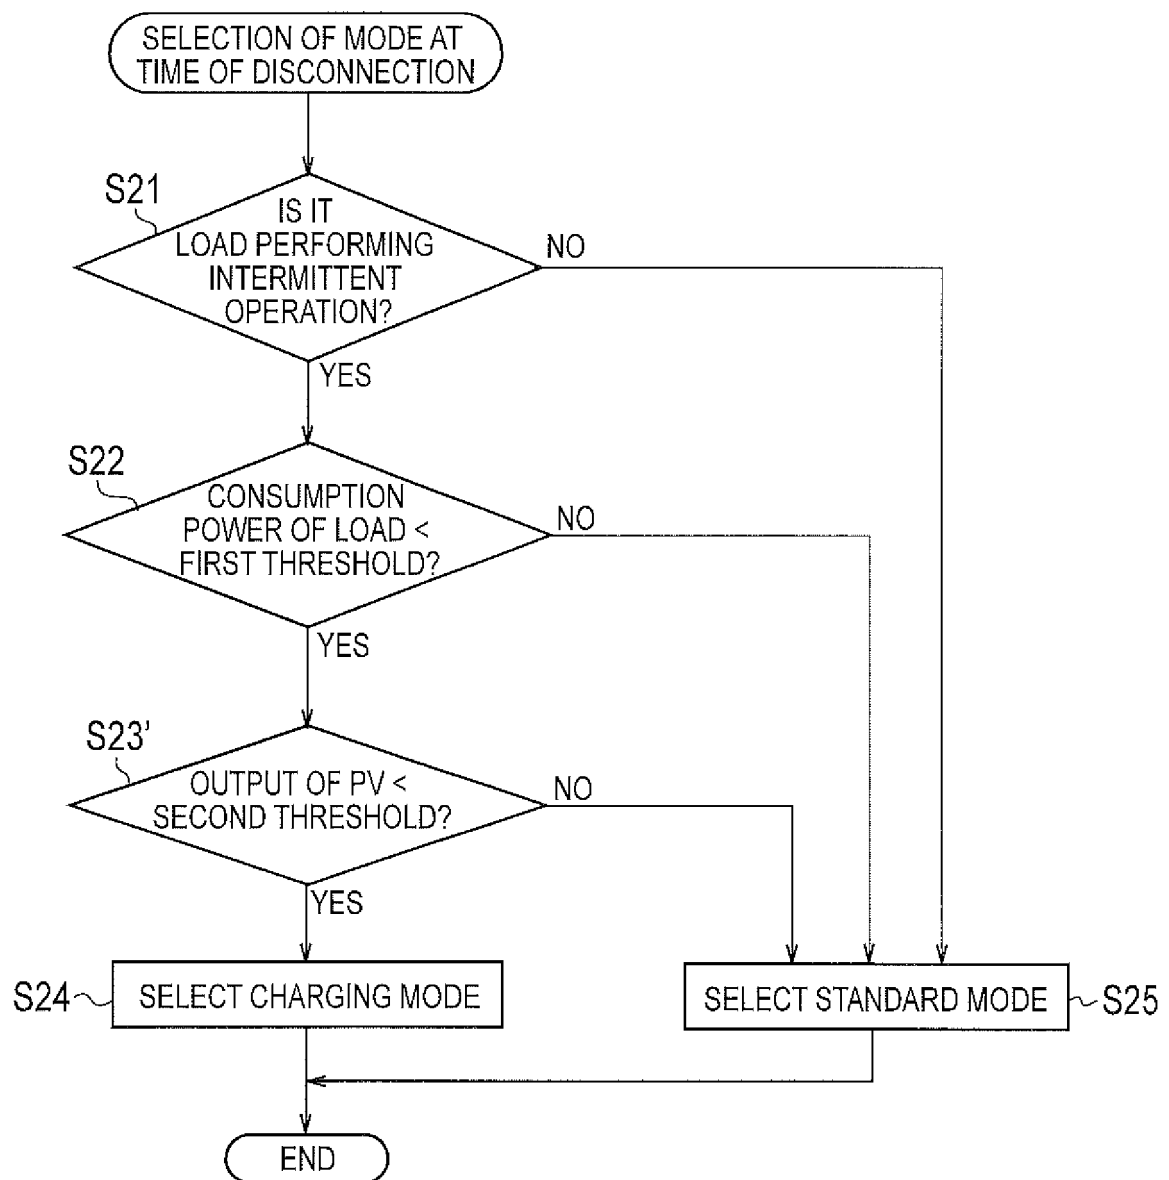 SELECTION OF MODE AT
TIME OF DISCONNECTION
S21
IS IT
LOAD PERFORMING
INTERMITTENT
OPERATION?
NO
YES
S22
CONSUMPTION
POWER OF LOAD <
FIRST THRESHOLD?
NO
YES
S23'
OUTPUT OF PV <
SECOND THRESHOLD?
NO
YES
S24
SELECT CHARGING MODE
SELECT STANDARD MODE
S25
END